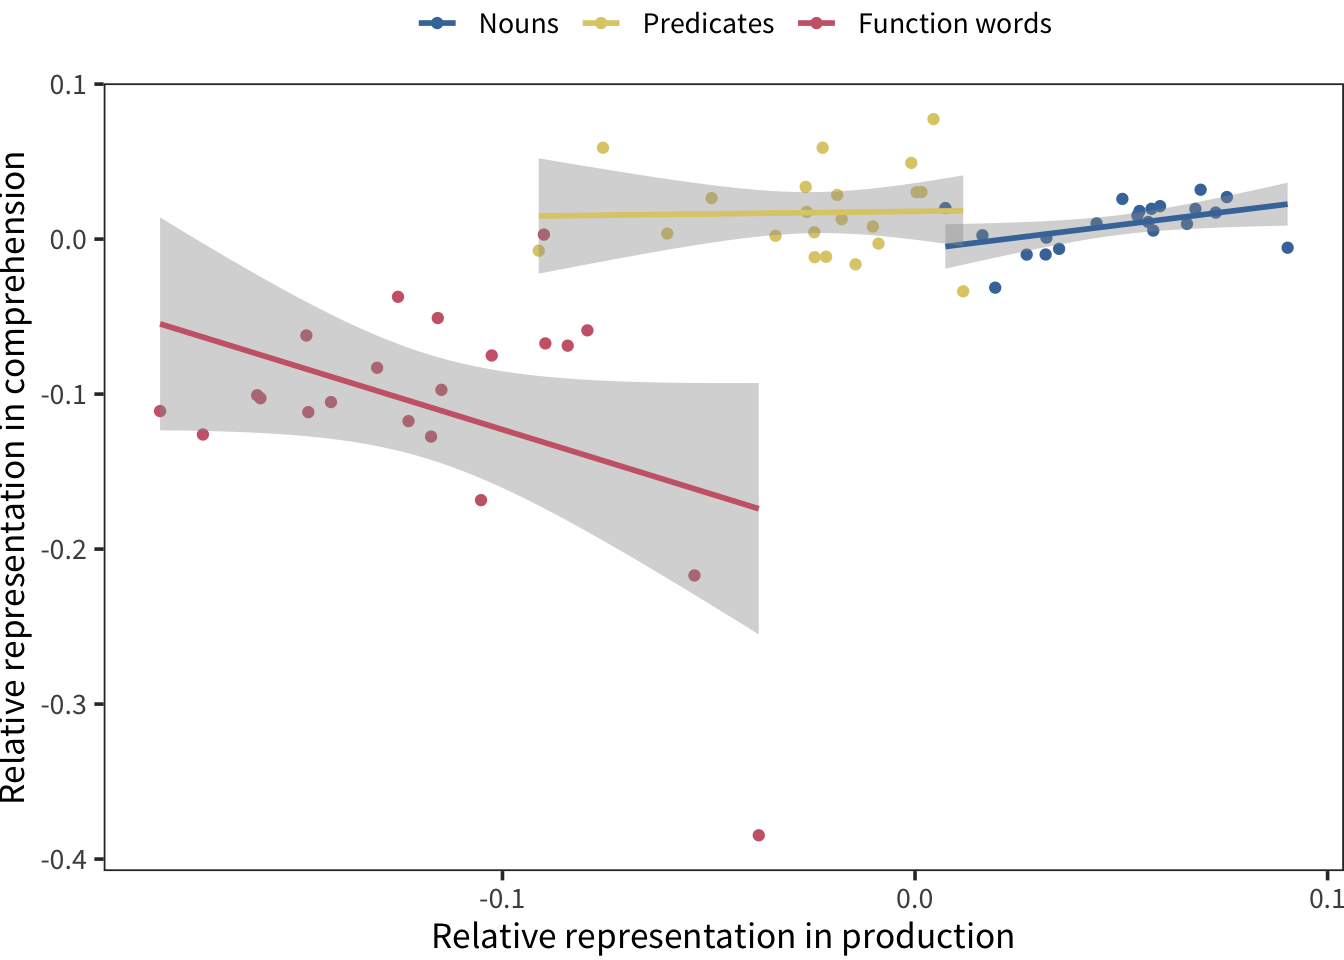 Nouns Predicates Function words
0.1
0.0
-0.1
-0.2
-0.3
-0.4
Relative representation in comprehension
-0.1 0.0 0.1
Relative representation in production